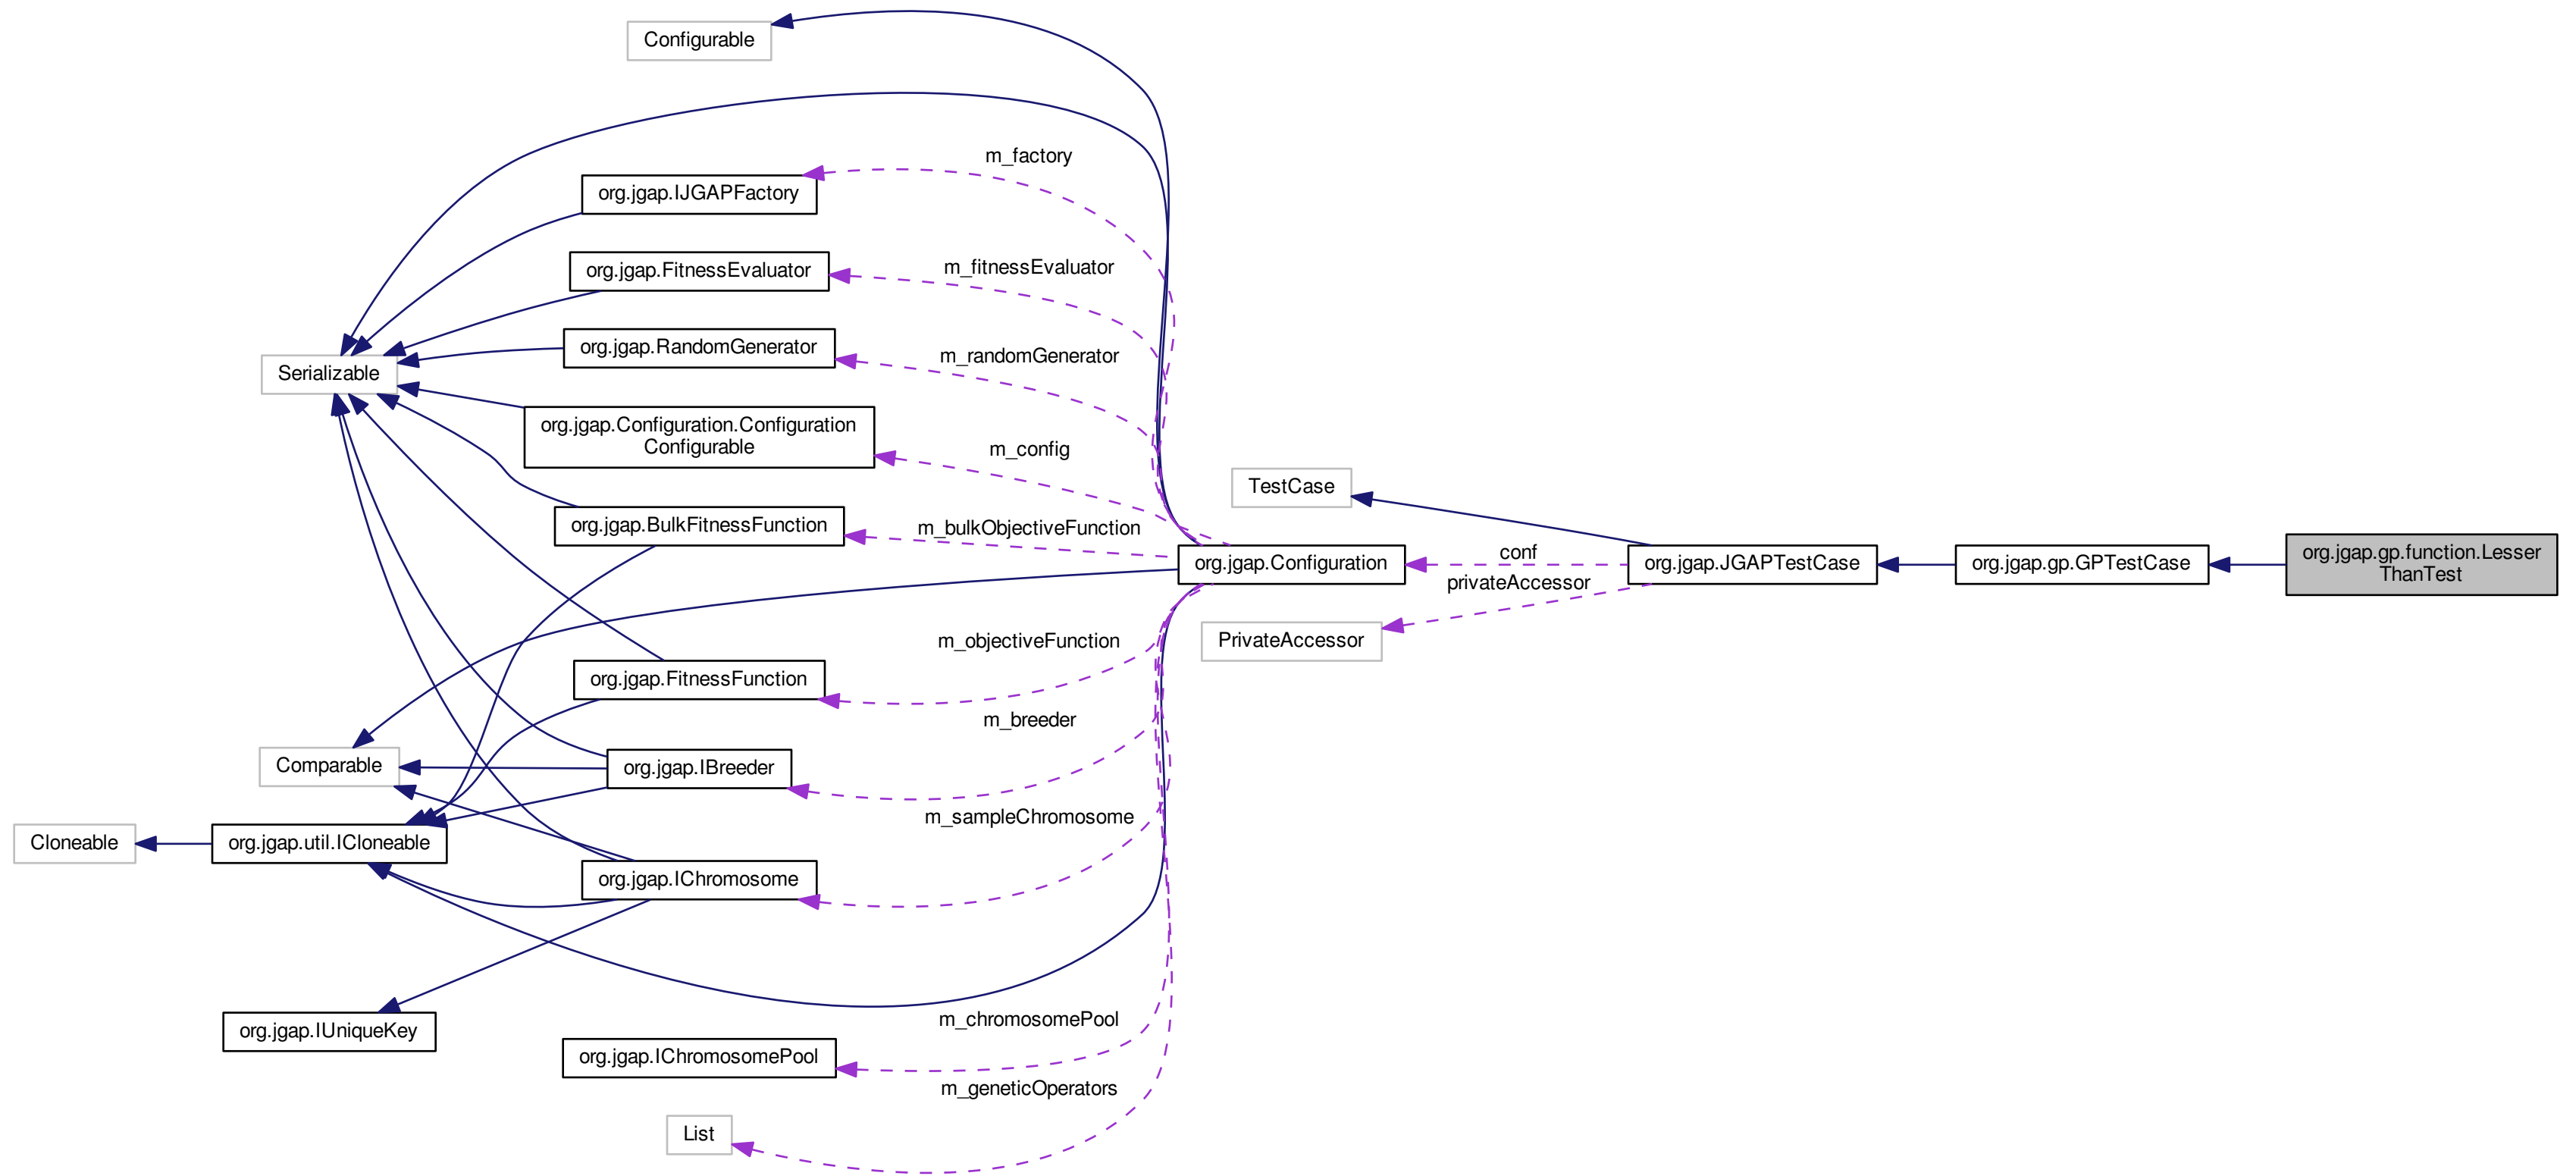 Configurable
m_factory
org.jgap.IJGAPFactory
m_fitnessEvaluator
org.jgap.FitnessEvaluator
m_randomGenerator
org.jgap.RandomGenerator
Serializable
org.jgap.Configuration.Configuration
Configurable
m_config
TestCase
org.jgap.BulkFitnessFunction
m_bulkObjectiveFunction
org.jgap.Configuration
conf
privateAccessor
org.jgap.JGAPTestCase
org.jgap.gp.GPTestCase
org.jgap.gp.function.Lesser
ThanTest
PrivateAccessor
m_objectiveFunction
org.jgap.FitnessFunction
m_breeder
Comparable
org.jgap.IBreeder
m_sampleChromosome
Cloneable
org.jgap.util.ICloneable
org.jgap.IChromosome
m_chromosomePool
org.jgap.IUniqueKey
org.jgap.IChromosomePool
m_geneticOperators
List